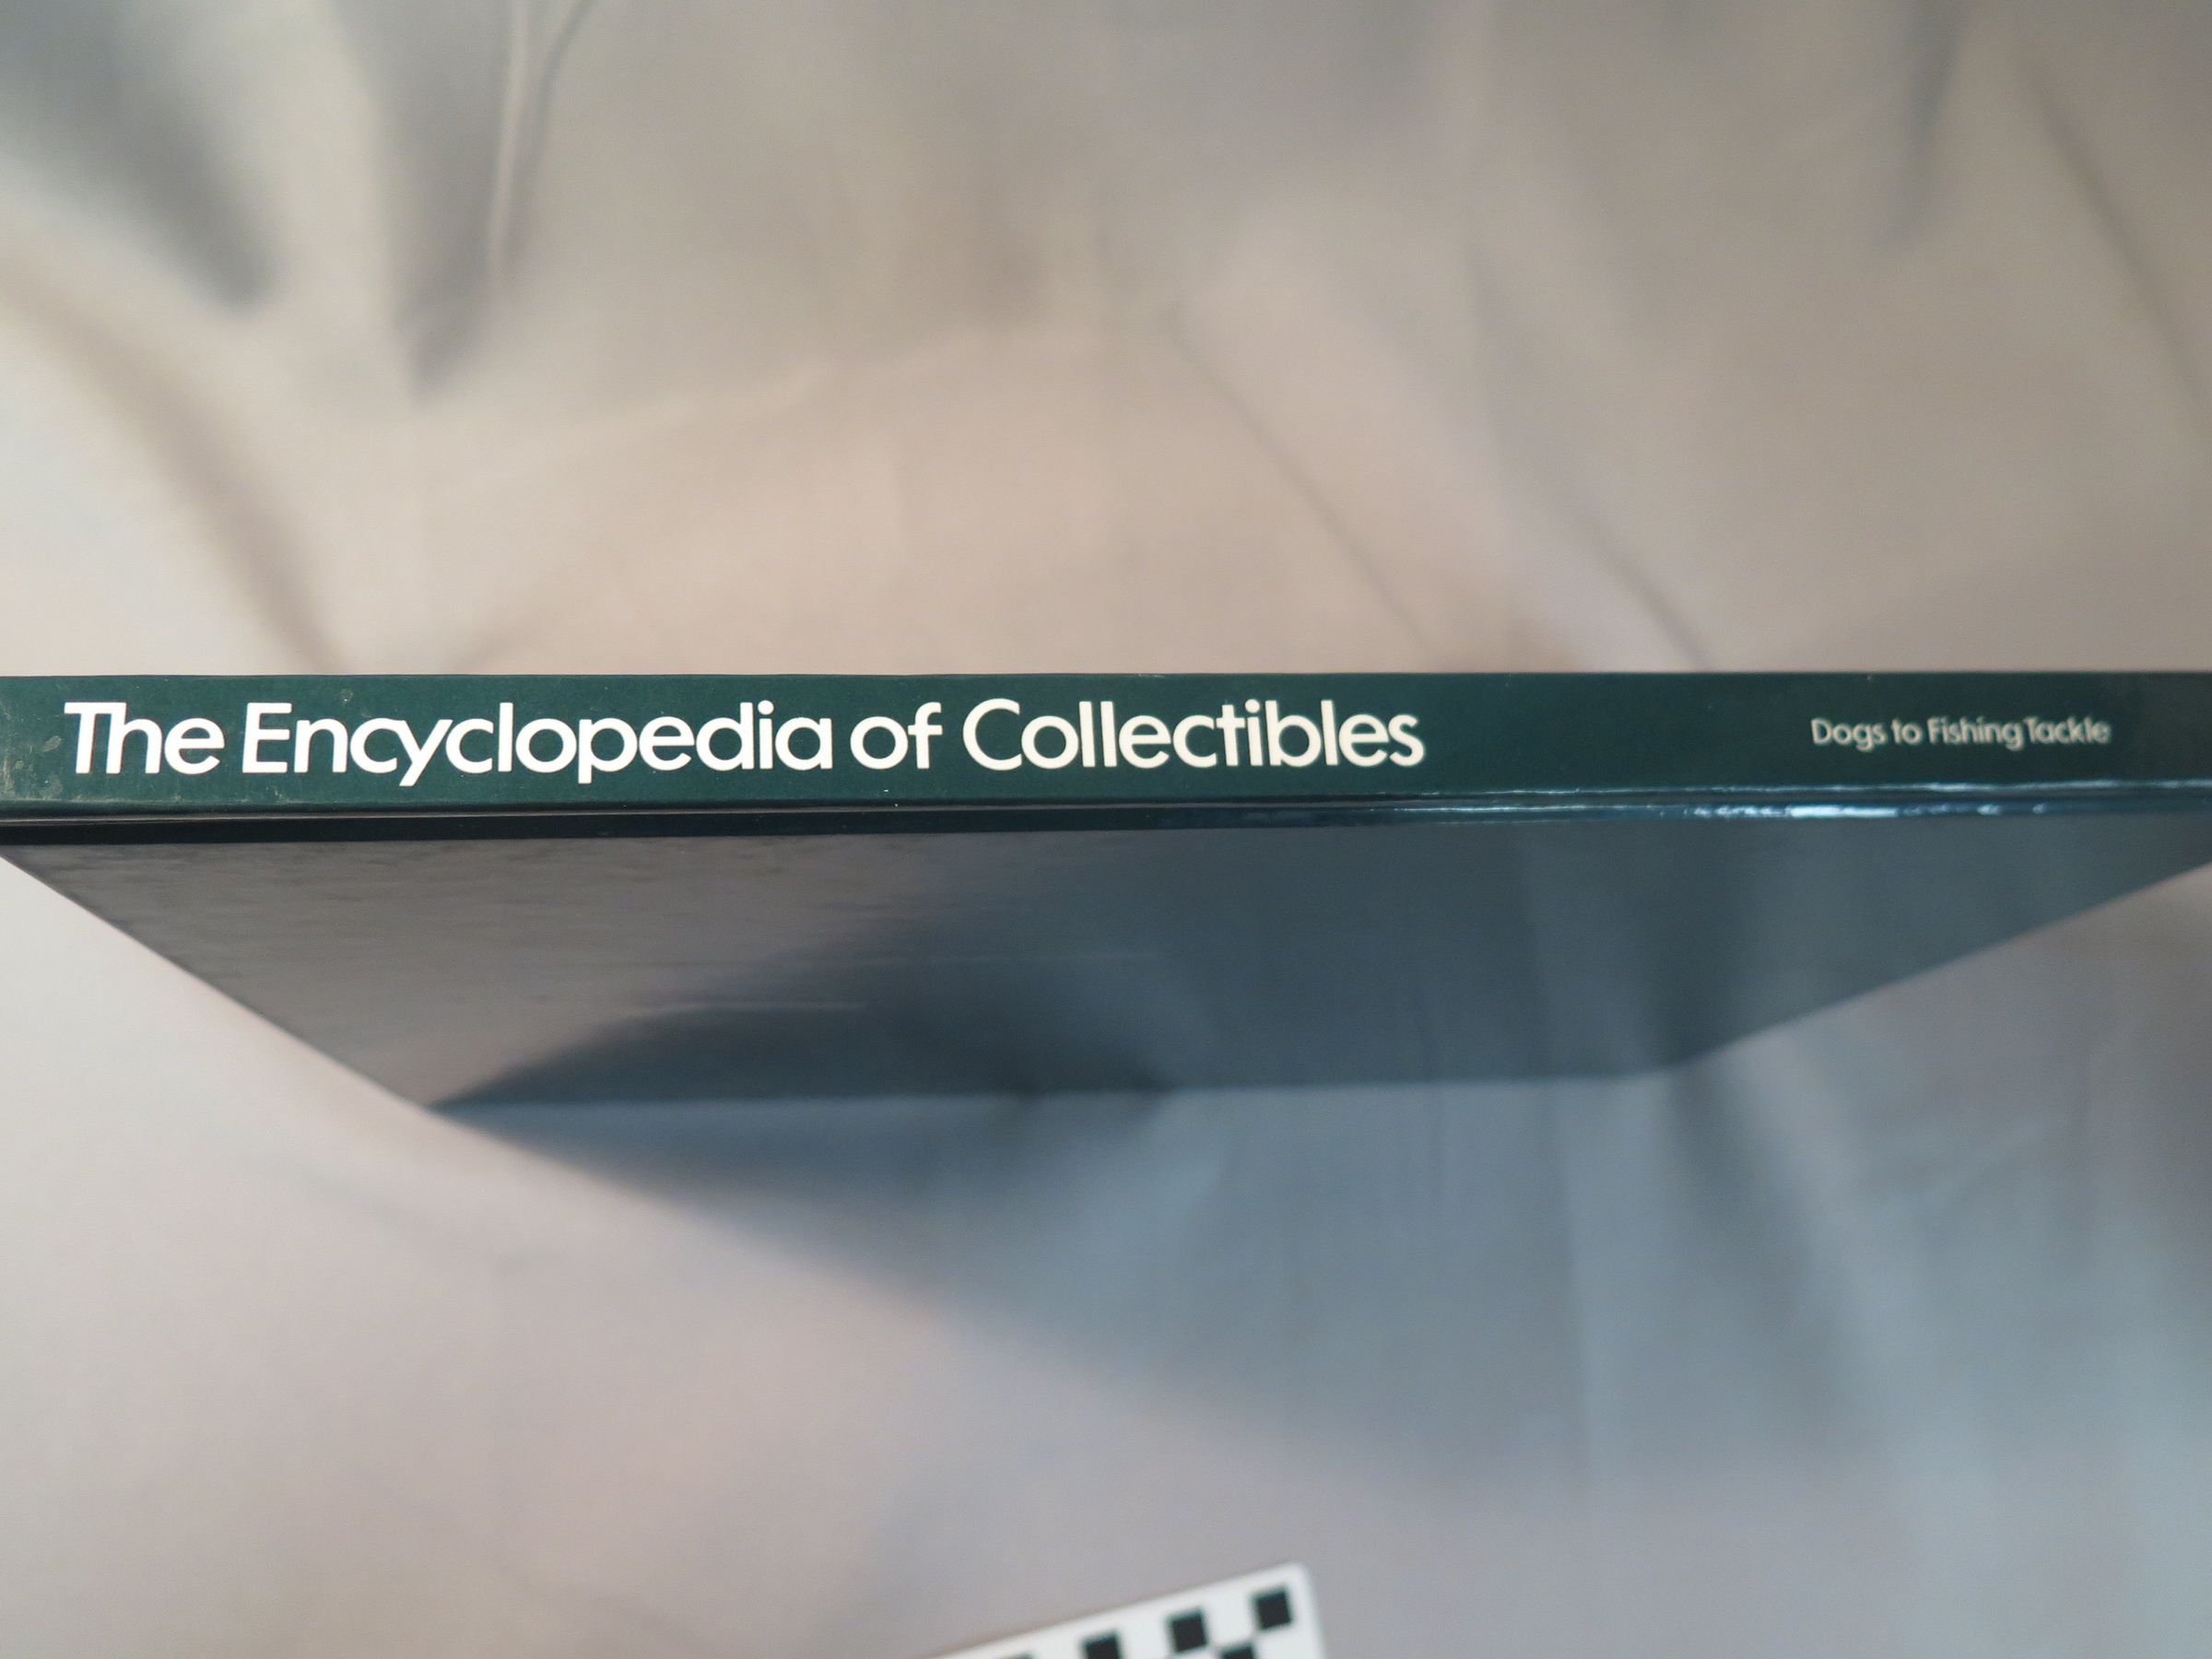 The Encyclopedia of Collectibles
Dogs to Fishing Tackle